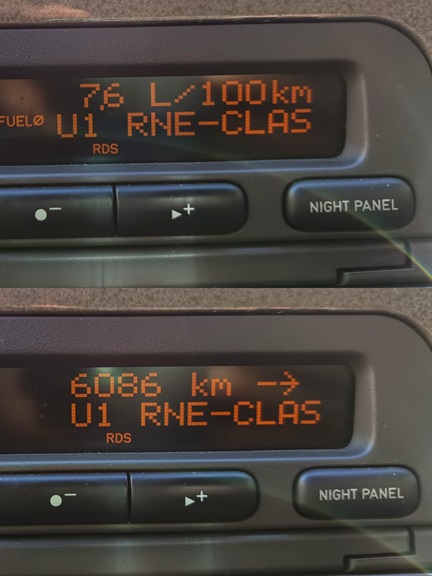 7,6 L/100km
FUELØ U1 RNE-CLAS
RDS
NIGHT PANEL
6086 km →
U1 RNE-CLAS
RDS
NIGHT PANEL